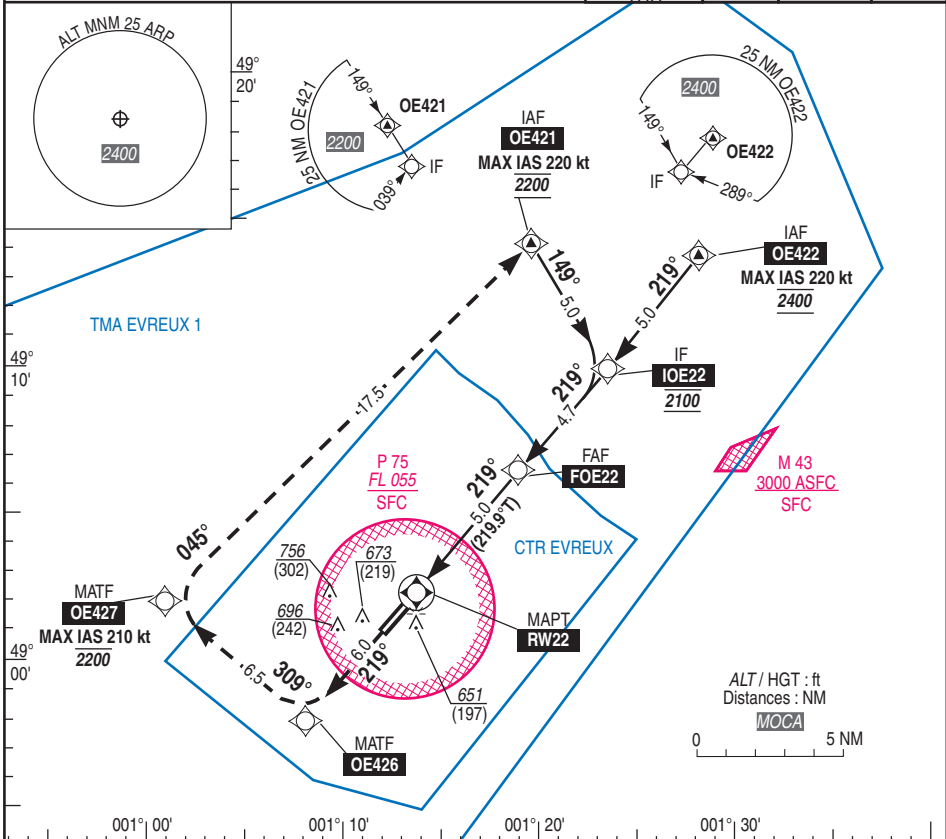 ALT MNM 25 ARP
2400
49°
20'
25 NM OE421
149°
OE421
2200
IF
039°
IAF
OE421
MAX IAS 220 kt
2200
25 NM OE422
2400
149°
OE422
IF
289°
IAF
OE422
MAX IAS 220 kt
2400
149°
5.0
219°
5.0
TMA EVREUX 1
49°
10'
17.5
IF
IOE22
2100
219°
4.7
FAF
FOE22
P 75
FL 055
SFC
M 43
3000 ASFC
SFC
219°
5.0
(219.9°T)
CTR EVREUX
045°
756
(302)
673
(219)
696
(242)
MATF
OE427
MAX IAS 210 kt
2200
MAPT
RW22
49°
00'
6.5
309°
6.0
219°
651
(197)
MATF
OE426
ALT / HGT : ft
Distances : NM
MOCA
0 5 NM
001° 00'
001° 10'
001° 20'
001° 30'